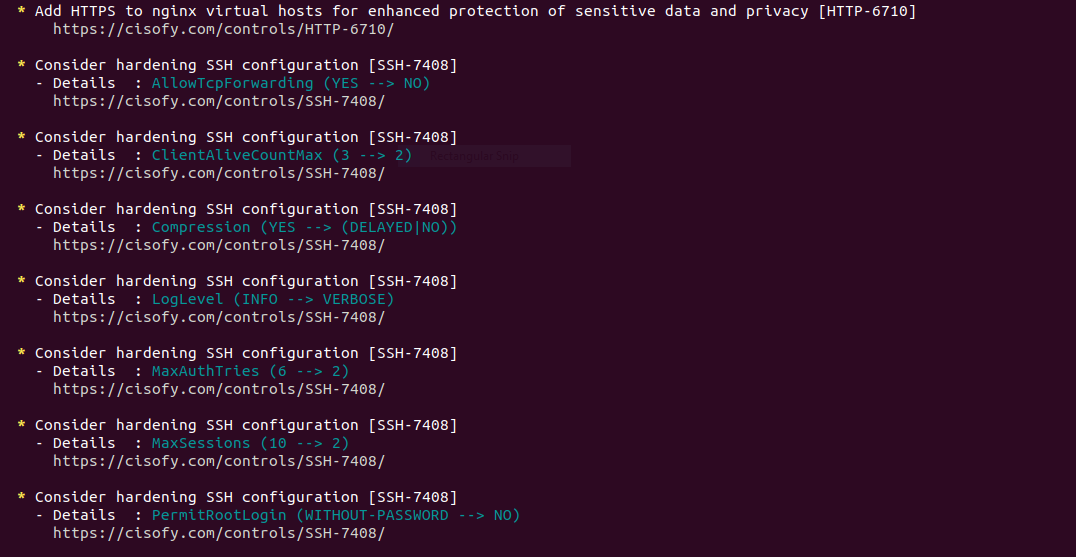 * Add HTTPS to nginx virtual hosts for enhanced protection of sensitive data and privacy [HTTP-6710]
https://cisofy.com/controls/HTTP-6710/
* Consider hardening SSH configuration [SSH-7408]
- Details : AllowTcpForwarding (YES --> NO)
https://cisofy.com/controls/SSH-7408/
* Consider hardening SSH configuration [SSH-7408]
- Details : ClientAliveCountMax (3 --> 2)
Rectangular Snip
https://cisofy.com/controls/SSH-7408/
* Consider hardening SSH configuration [SSH-7408]
- Details : Compression (YES --> (DELAYED|NO))
https://cisofy.com/controls/SSH-7408/
* Consider hardening SSH configuration [SSH-7408]
- Details : LogLevel (INFO --> VERBOSE)
https://cisofy.com/controls/SSH-7408/
* Consider hardening SSH configuration [SSH-7408]
- Details : MaxAuthTries (6 --> 2)
https://cisofy.com/controls/SSH-7408/
* Consider hardening SSH configuration [SSH-7408]
- Details : MaxSessions (10 --> 2)
https://cisofy.com/controls/SSH-7408/
* Consider hardening SSH configuration [SSH-7408]
- Details : PermitRootLogin (WITHOUT-PASSWORD --> NO)
https://cisofy.com/controls/SSH-7408/